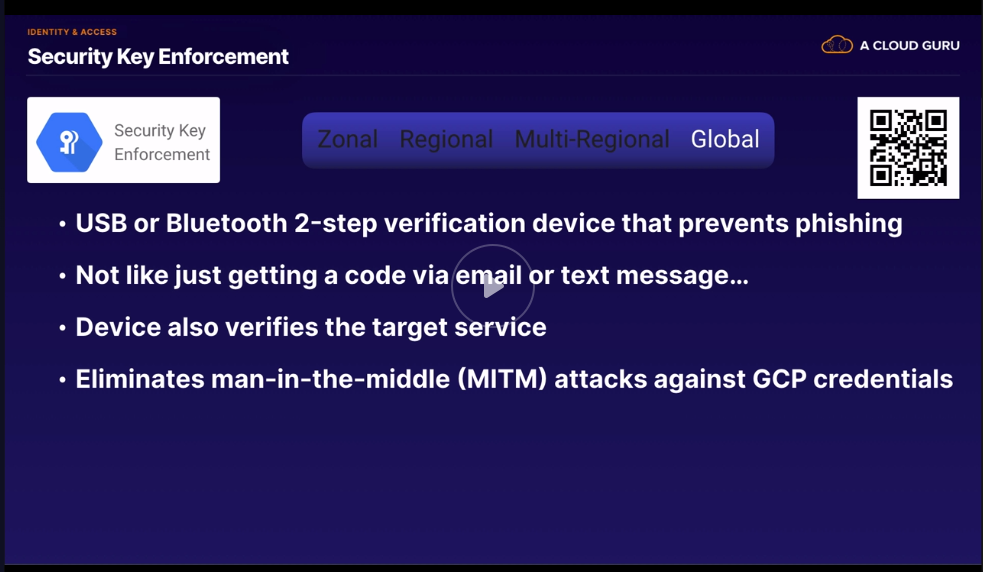 IDENTITY & ACCESS
Security Key Enforcement
A CLOUD GURU
Security Key
Enforcement
Zonal Regional Multi-Regional Global
• USB or Bluetooth 2-step verification device that prevents phishing
• Not like just getting a code via email or text message...
• Device also verifies the target service
• Eliminates man-in-the-middle (MITM) attacks against GCP credentials